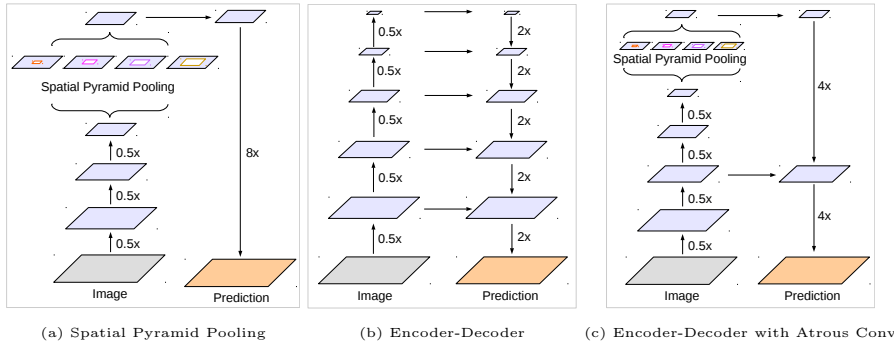 Spatial Pyramid Pooling
0.5x
0.5x
0.5x
8x
Image
Prediction
(a) Spatial Pyramid Pooling
0.5x
2x
0.5x
2x
0.5x
2x
0.5x
2x
0.5x
2x
Image
Prediction
(b) Encoder-Decoder
Spatial Pyramid Pooling
4x
0.5x
0.5x
0.5x
4x
0.5x
Image
Prediction
(c) Encoder-Decoder with Atrous Conv